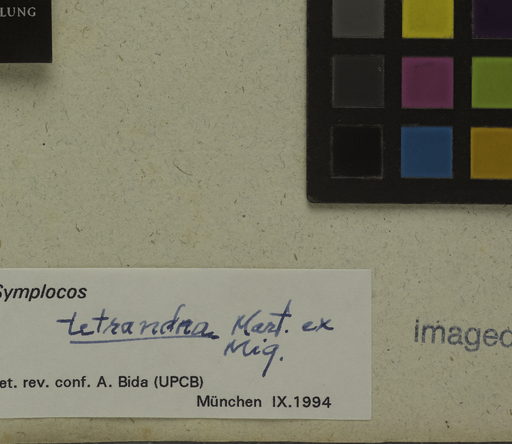 LUNG
Symplocos
tetrandra Mart. ex
Miq.
et. rev. conf. A. Bida (UPCB)
München IX.1994
imaged